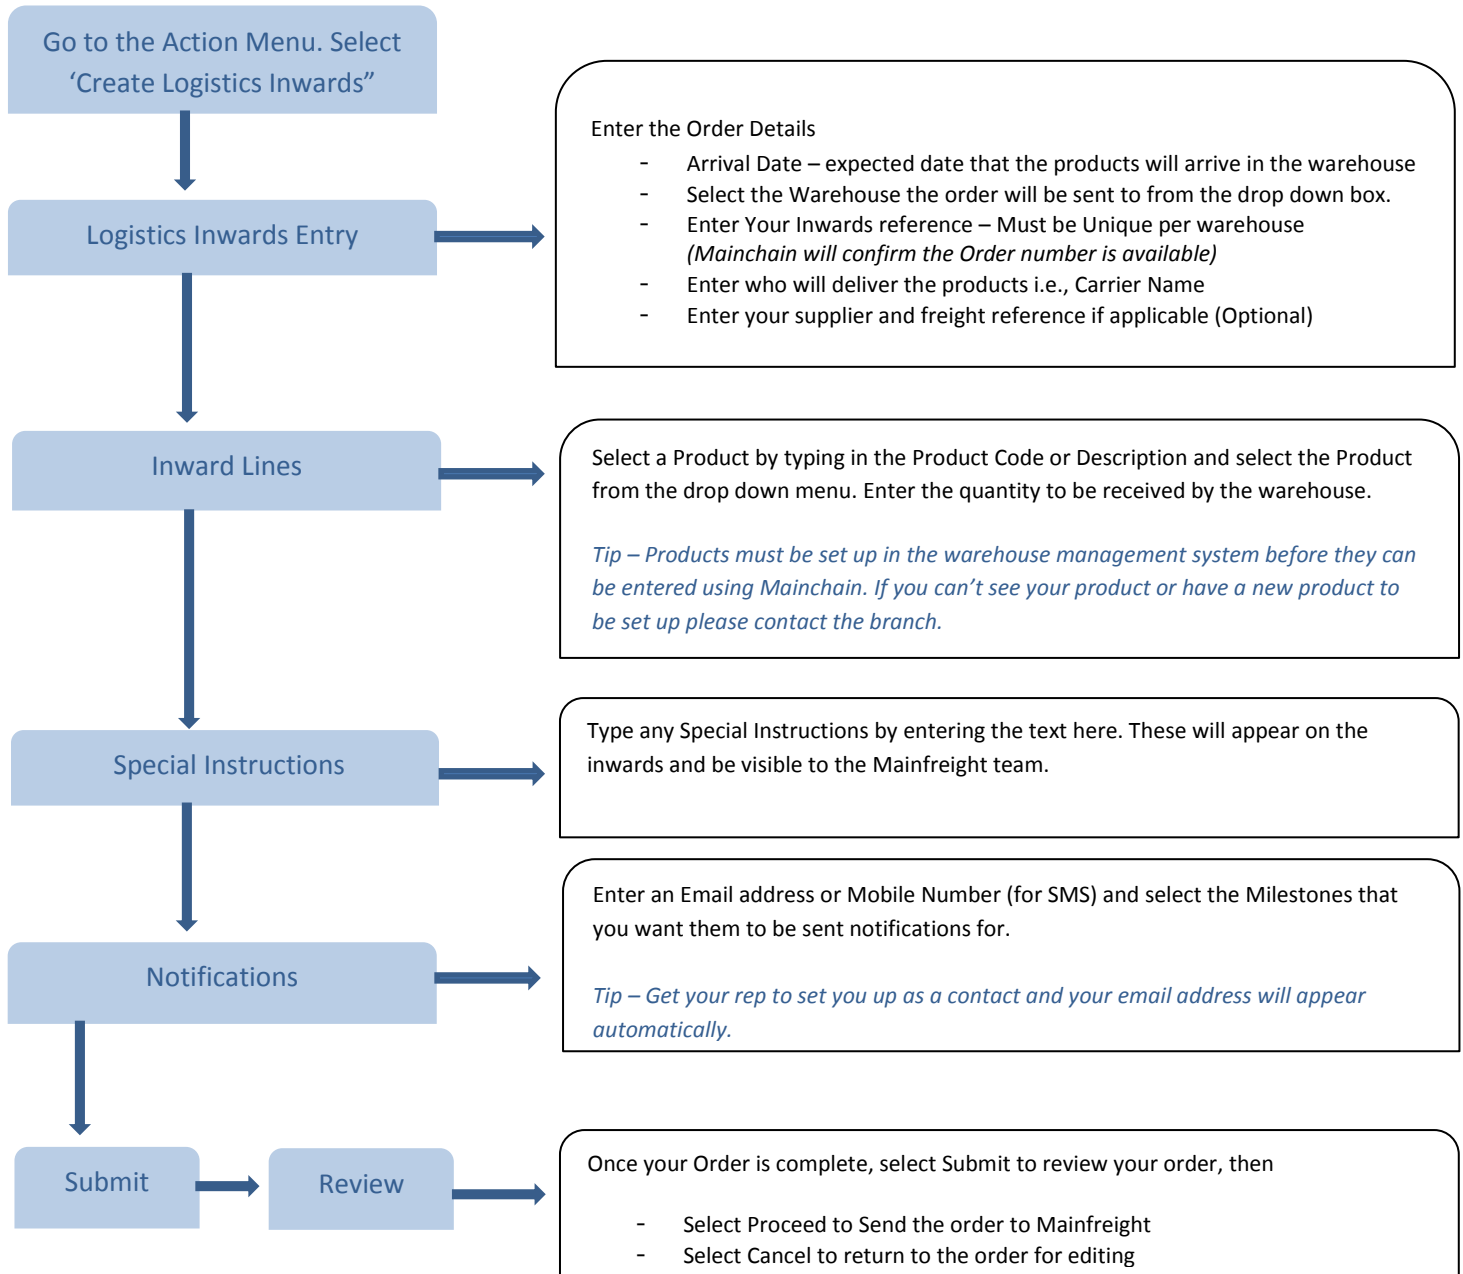 Go to the Action Menu. Select
‘Create Logistics Inwards”
Enter the Order Details
- Arrival Date – expected date that the products will arrive in the warehouse
- Select the Warehouse the order will be sent to from the drop down box.
- Enter Your Inwards reference – Must be Unique per warehouse
(Mainchain will confirm the Order number is available)
- Enter who will deliver the products i.e., Carrier Name
- Enter your supplier and freight reference if applicable (Optional)
Logistics Inwards Entry
Inward Lines
Select a Product by typing in the Product Code or Description and select the Product
from the drop down menu. Enter the quantity to be received by the warehouse.
Tip – Products must be set up in the warehouse management system before they can
be entered using Mainchain. If you can’t see your product or have a new product to
be set up please contact the branch.
Special Instructions
Type any Special Instructions by entering the text here. These will appear on the
inwards and be visible to the Mainfreight team.
Notifications
Enter an Email address or Mobile Number (for SMS) and select the Milestones that
you want them to be sent notifications for.
Tip – Get your rep to set you up as a contact and your email address will appear
automatically.
Submit
Review
Once your Order is complete, select Submit to review your order, then
- Select Proceed to Send the order to Mainfreight
- Select Cancel to return to the order for editing